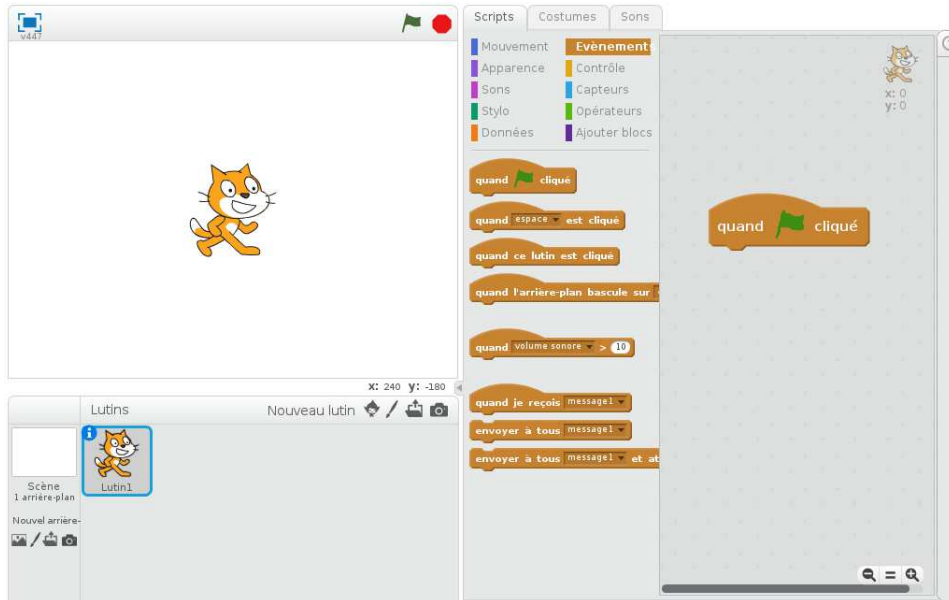 v447
Scripts Costumes Sons
Mouvement Evènements
Apparence Contrôle
Sons Capteurs
Stylo Opérateurs
Données Ajouter blocs
quand cliqué
quand espace est cliqué
quand ce lutin est cliqué
quand l'arrière-plan bascule sur
quand volume sonore > 10
quand je reçois message1
envoyer à tous message1
envoyer à tous message1 et at
x: 0
y: 0
quand cliqué
x: 240 y: -180
Lutins Nouveau lutin
Scène
1 arrière-plan
Nouvel arrière-
Lutin1